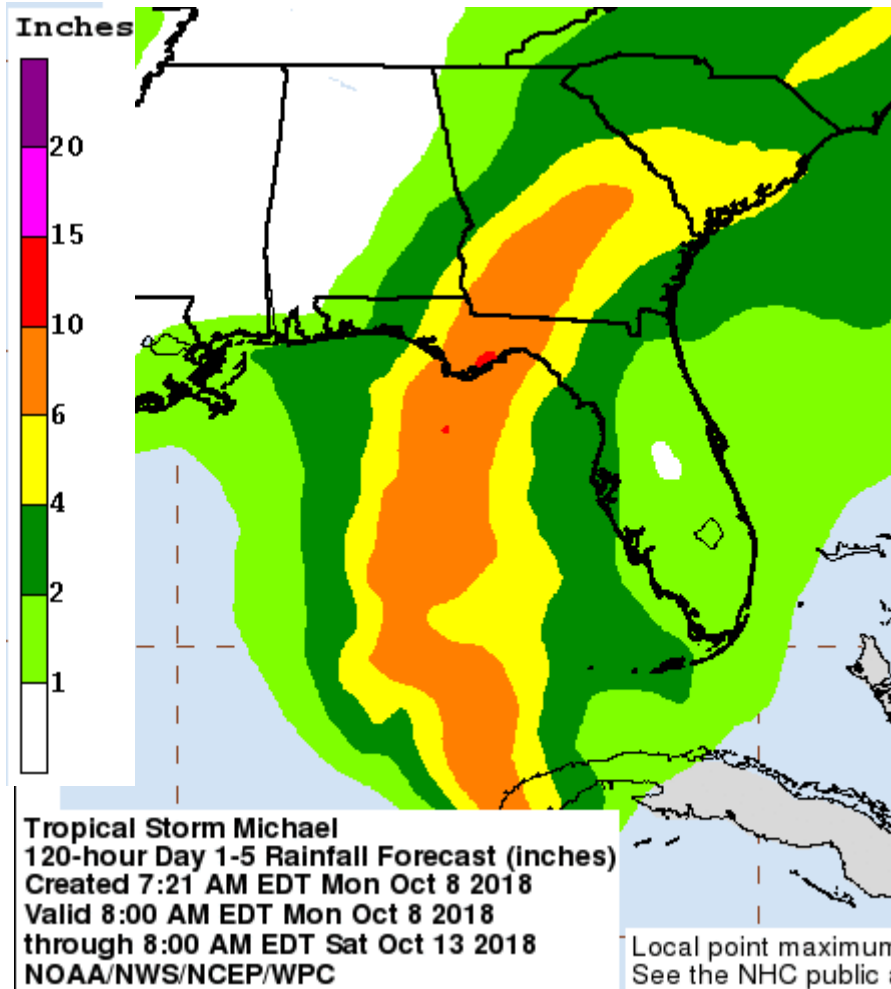 Inches
20
15
10
6
4
2
1
Tropical Storm Michael
120-hour Day 1-5 Rainfall Forecast (inches)
Created 7:21 AM EDT Mon Oct 8 2018
Valid 8:00 AM EDT Mon Oct 8 2018
through 8:00 AM EDT Sat Oct 13 2018
NOAA/NWS/NCEP/WPC
Local point maximum
See the NHC public a